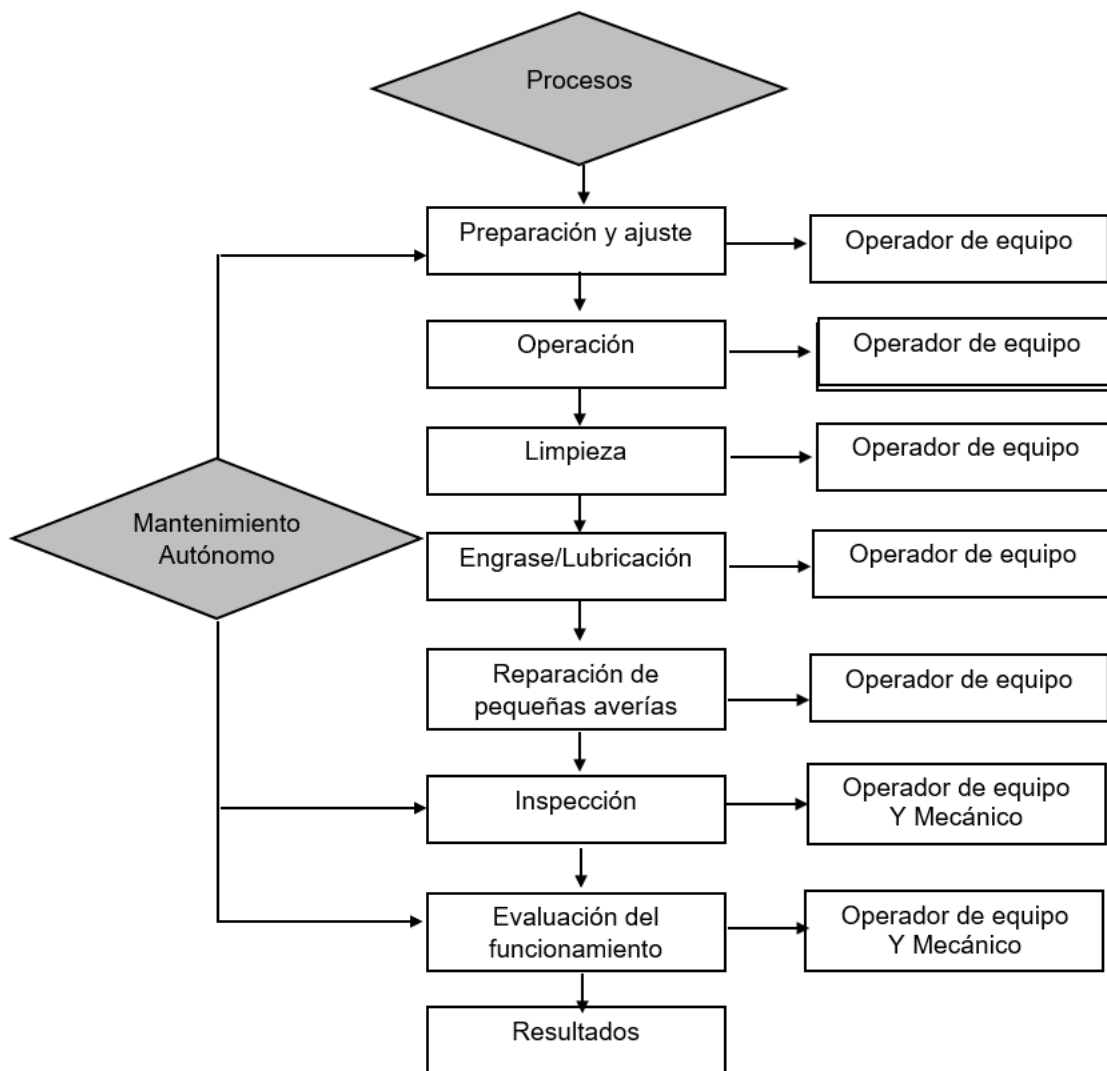 Procesos
Preparación y ajuste
Operador de equipo
Operación
Operador de equipo
Limpieza
Operador de equipo
Mantenimiento
Autónomo
Engrase/Lubricación
Operador de equipo
Reparación de
pequeñas averías
Operador de equipo
Inspección
Operador de equipo
Y Mecánico
Evaluación del
funcionamiento
Operador de equipo
Y Mecánico
Resultados